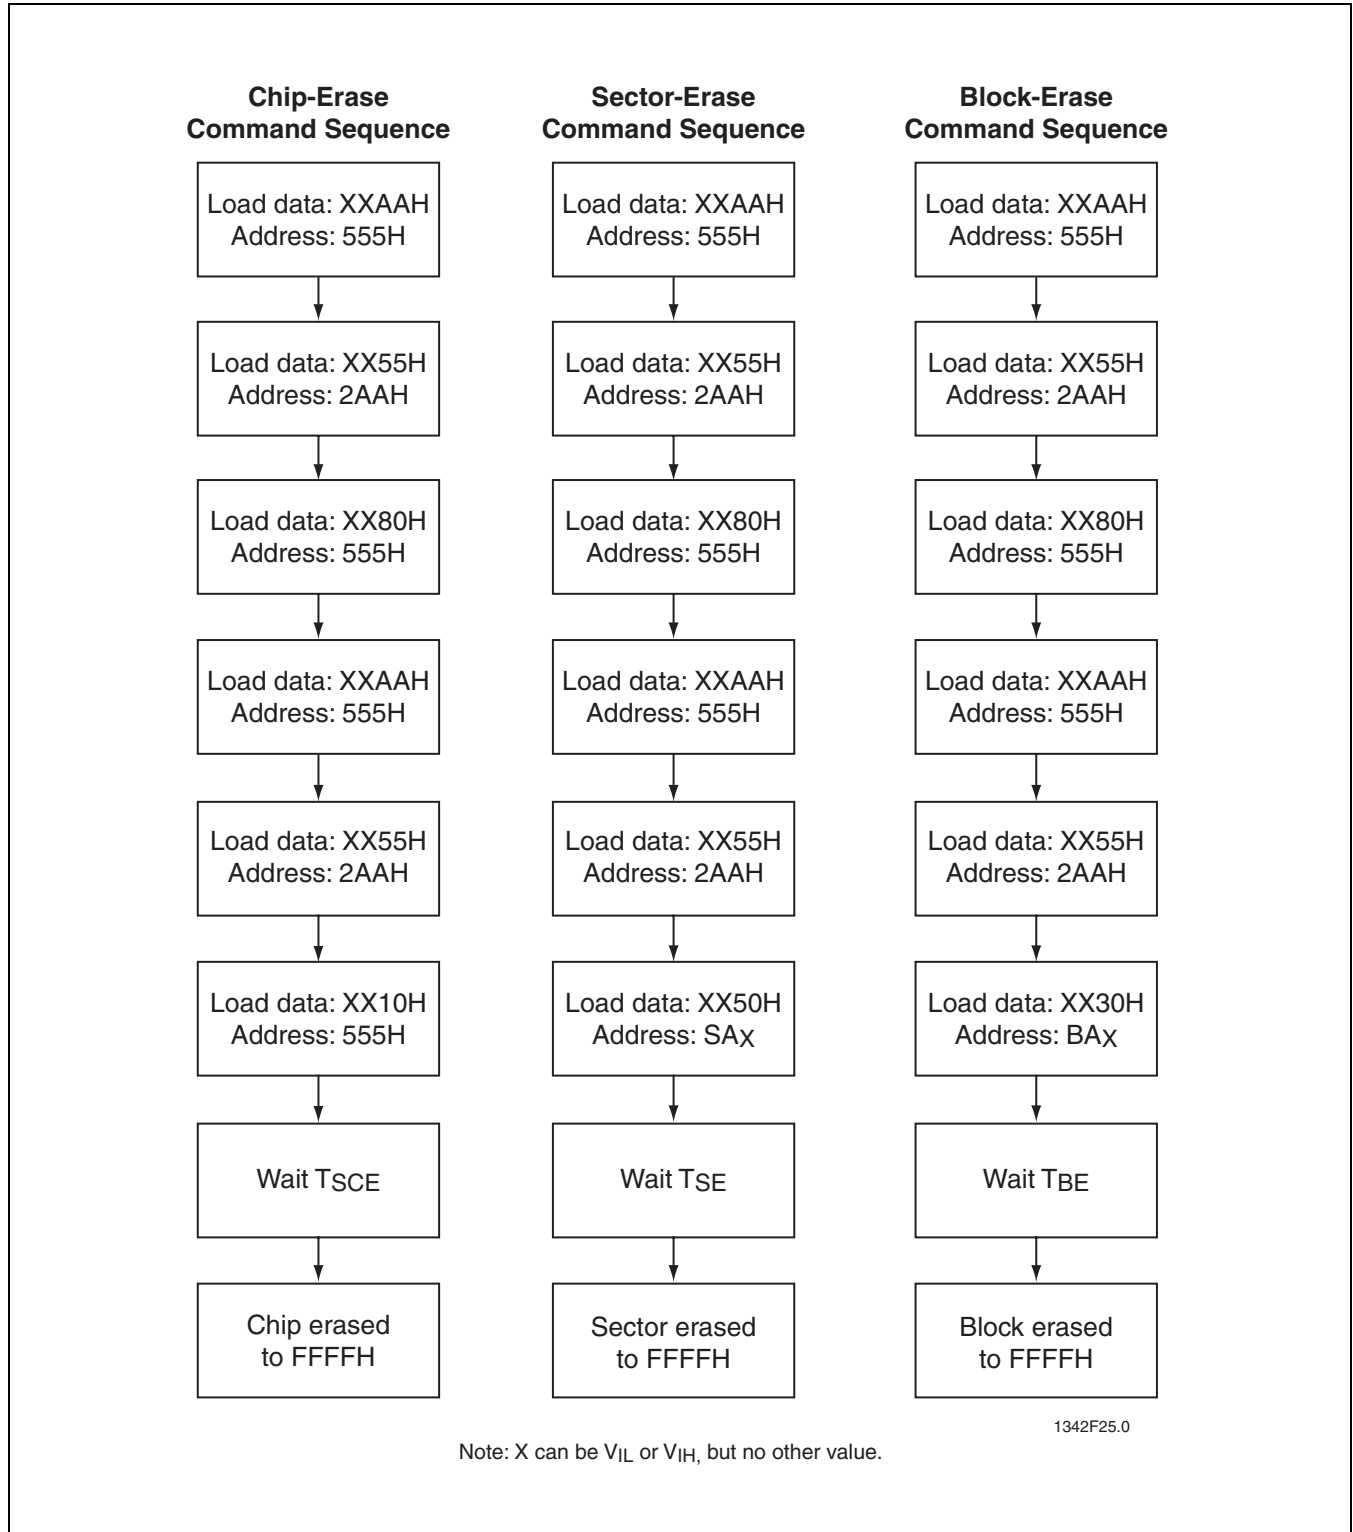 Chip-Erase
Command Sequence
Load data: XXAAH
Address: 555H
Load data: XX55H
Address: 2AAH
Load data: XX80H
Address: 555H
Load data: XXAAH
Address: 555H
Load data: XX55H
Address: 2AAH
Load data: XX10H
Address: 555H
Wait TSCE
Chip erased
to FFFFH
Sector-Erase
Command Sequence
Load data: XXAAH
Address: 555H
Load data: XX55H
Address: 2AAH
Load data: XX80H
Address: 555H
Load data: XXAAH
Address: 555H
Load data: XX55H
Address: 2AAH
Load data: XX50H
Address: SAX
Wait TSE
Sector erased
to FFFFH
Block-Erase
Command Sequence
Load data: XXAAH
Address: 555H
Load data: XX55H
Address: 2AAH
Load data: XX80H
Address: 555H
Load data: XXAAH
Address: 555H
Load data: XX55H
Address: 2AAH
Load data: XX30H
Address: BAX
Wait TBE
Block erased
to FFFFH
1342F25.0
Note: X can be VIL or VIH, but no other value.